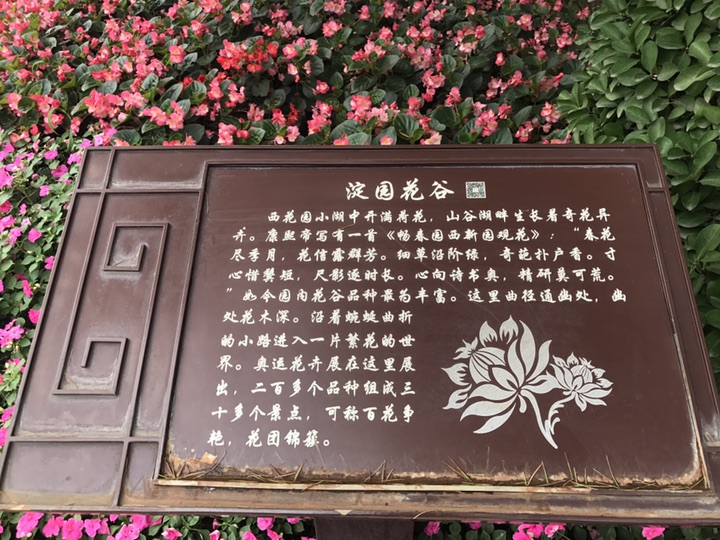 淀园花谷
西花园小湖中开满荷花，山谷湖畔生长着奇花异
卉。康熙帝写有一首《畅春园西新园观花》：“春花
尽季月，花信露群芳。细草沿阶绿，奇葩朴户香。寸
心惜鬓短，尺影逐时长。心向诗书奥，精研莫可荒。
”如今园内花谷品种最为丰富。这里曲径通幽处，幽
处花木深。沿着蜿蜒曲折
的小路进入一片繁花的世
界。奥运花卉展在这里展
出，二百多个品种组成三
十多个景点，可称百花争
艳，花团锦簇。